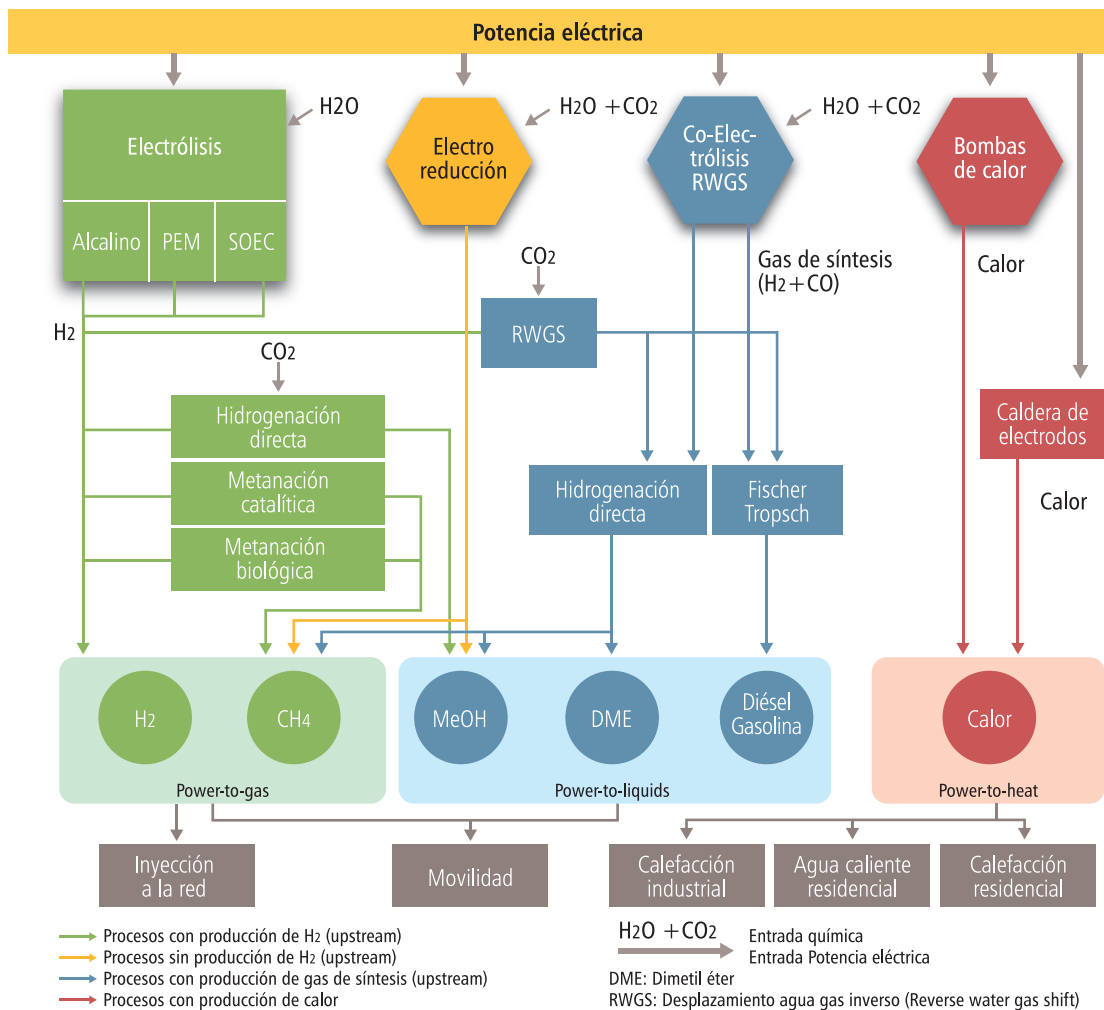 Potencia eléctrica
H2O
H2O +CO2
H2O +CO2
Electrólisis
Electro
reducción
Co-Elec-
trólisis
RWGS
Bombas
de calor
Alcalino
PEM
SOEC
CO2
Gas de síntesis
(H2+CO)
Calor
H2
RWGS
CO2
Hidrogenación
directa
Caldera de
electrodos
Metanación
catalítica
Hidrogenación
directa
Fischer
Tropsch
Calor
Metanación
biológica
H2
CH4
MeOH
DME
Diésel
Gasolina
Calor
Power-to-gas
Power-to-liquids
Power-to-heat
Inyección
a la red
Movilidad
Calefacción
industrial
Agua caliente
residencial
Calefacción
residencial
Procesos con producción de H2 (upstream)
Procesos sin producción de H2 (upstream)
Procesos con producción de gas de síntesis (upstream)
Procesos con producción de calor
H2O +CO2
Entrada química
Entrada Potencia eléctrica
DME: Dimetil éter
RWGS: Desplazamiento agua gas inverso (Reverse water gas shift)